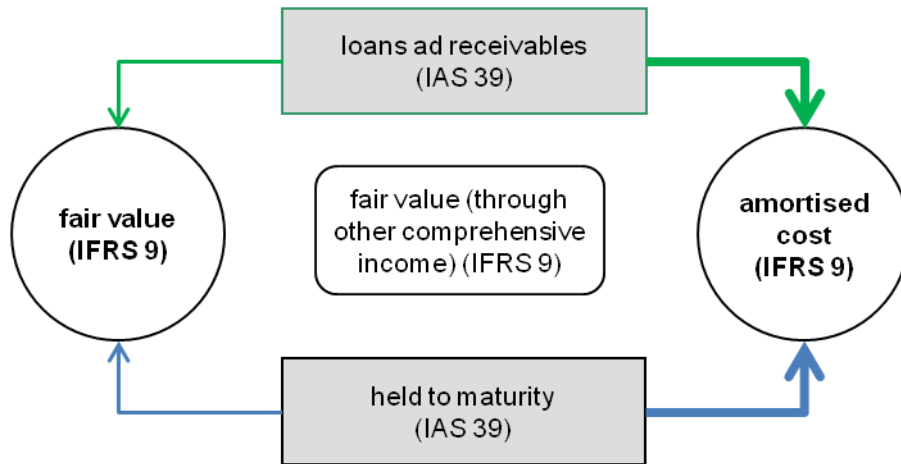 loans ad receivables
(IAS 39)
fair value
(IFRS 9)
fair value (through
other comprehensive
income) (IFRS 9)
amortised
cost
(IFRS 9)
held to maturity
(IAS 39)